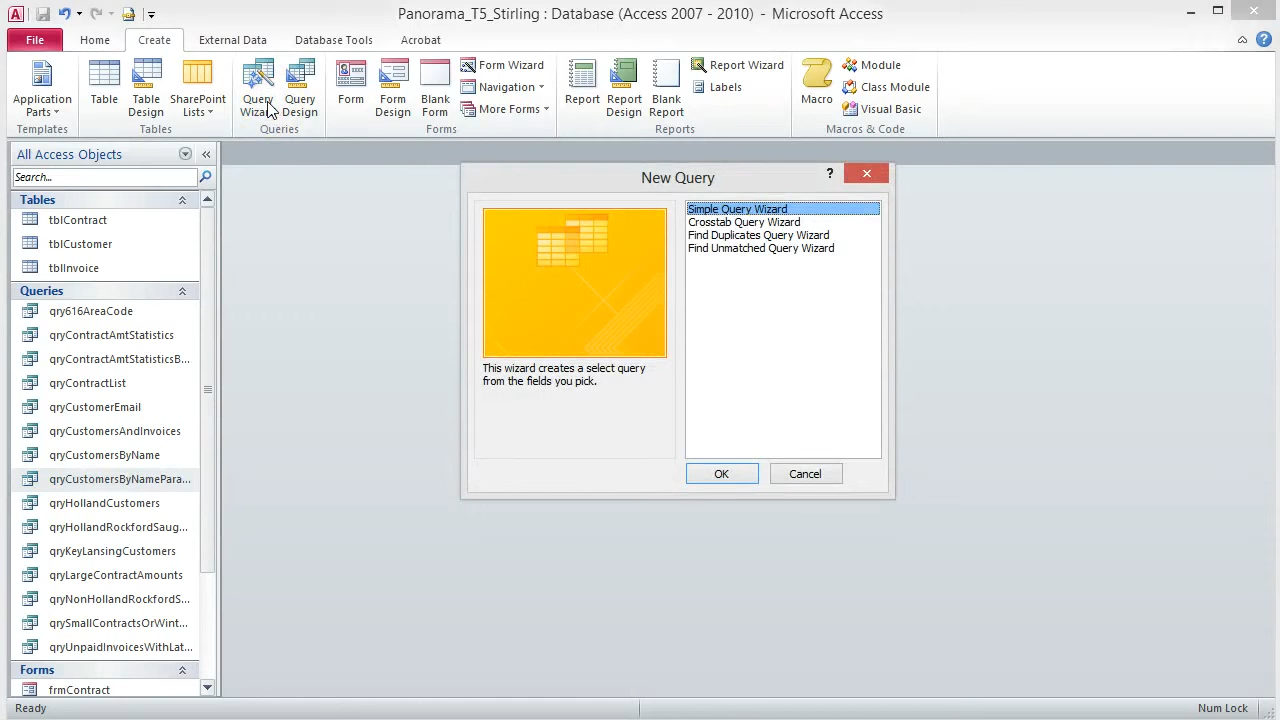 Panorama_T5_Stirling : Database (Access 2007 - 2010) - Microsoft Access
File Home Create External Data Database Tools Acrobat
Application Parts
Templates
Table
Table Design
SharePoint Lists
Tables
Query Wizard
Query Design
Queries
Form
Form Design
Blank Form
Form Wizard
Navigation
More Forms
Forms
Report
Report Design
Blank Report
Report Wizard
Labels
Reports
Macro
Module
Class Module
Visual Basic
Macros & Code
All Access Objects
Search...
Tables
tblContract
tblCustomer
tblInvoice
Queries
qry616AreaCode
qryContractAmtStatistics
qryContractAmtStatisticsB...
qryContractList
qryCustomerEmail
qryCustomersAndInvoices
qryCustomersByName
qryCustomersByNamePara...
qryHollandCustomers
qryHollandRockfordSaug...
qryKeyLansingCustomers
qryLargeContractAmounts
qryNonHollandRockfordS...
qrySmallContractsOrWint...
qryUnpaidInvoicesWithLat...
Forms
frmContract
New Query
Simple Query Wizard
Crosstab Query Wizard
Find Duplicates Query Wizard
Find Unmatched Query Wizard
This wizard creates a select query
from the fields you pick.
OK Cancel
Ready
Num Lock